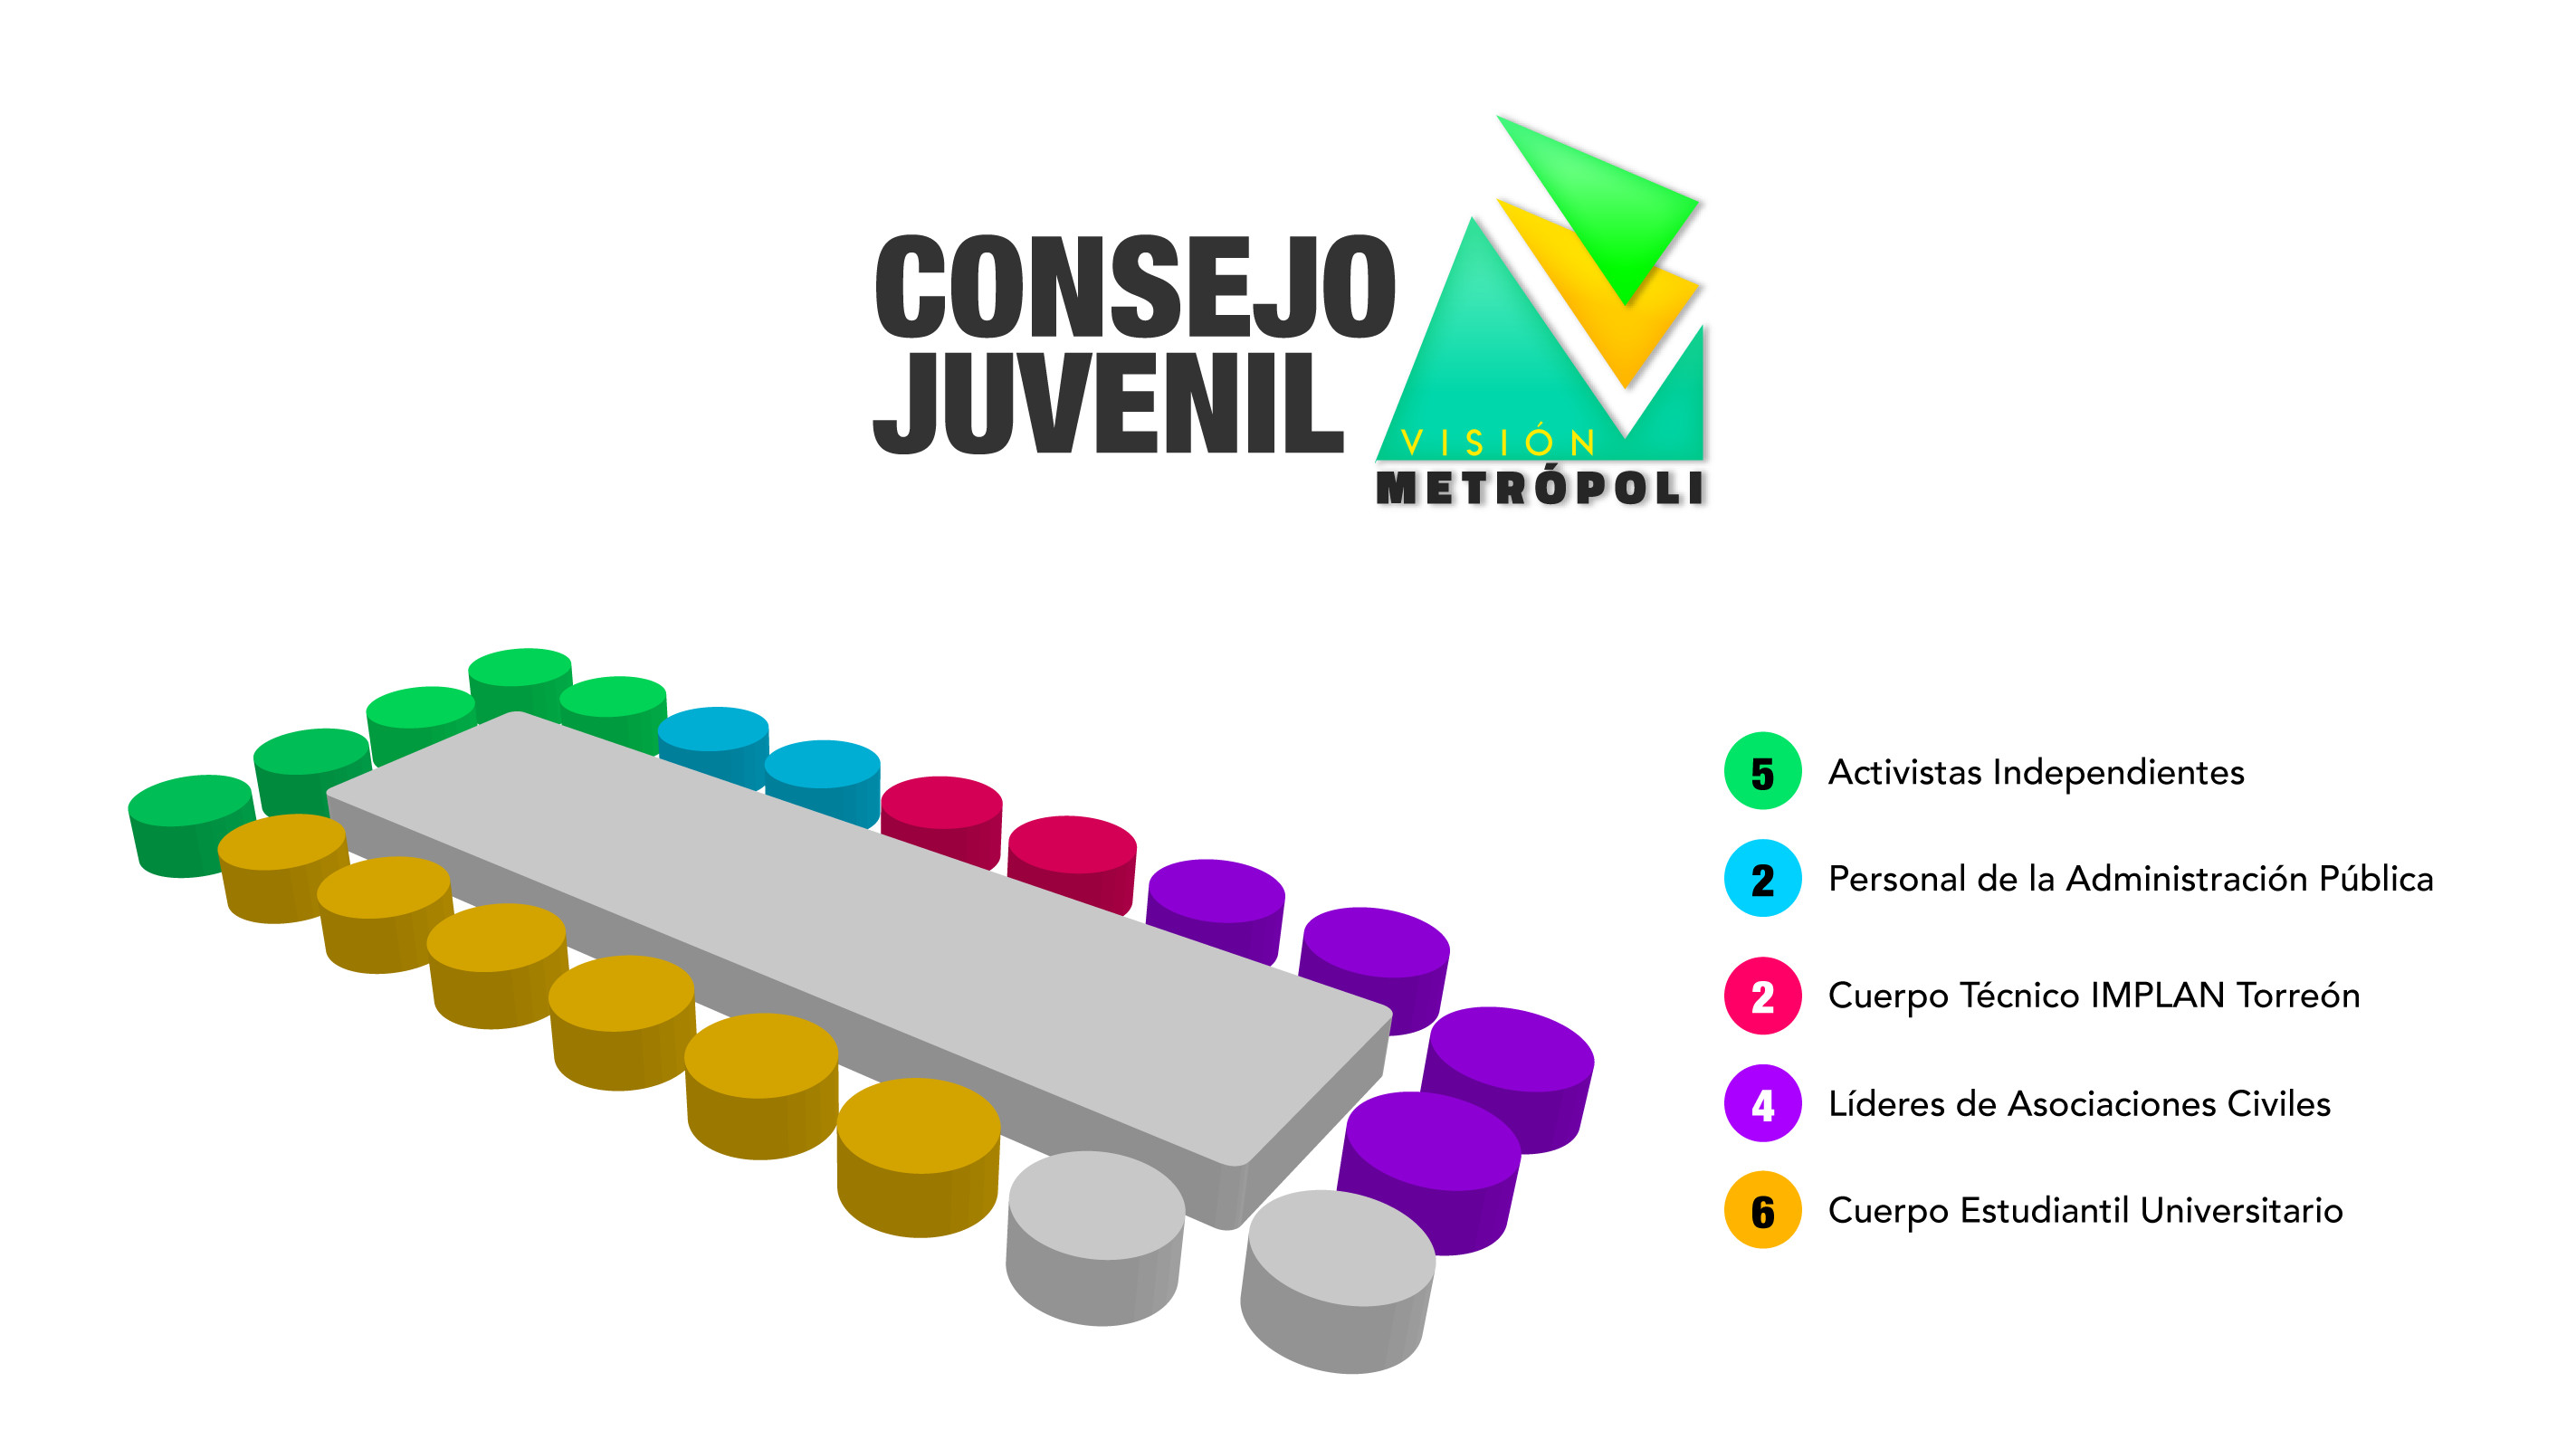 CONSEJO
JUVENIL
VISIÓN
METRÓPOLI
5 Activistas Independientes
2 Personal de la Administración Pública
2 Cuerpo Técnico IMPLAN Torreón
4 Líderes de Asociaciones Civiles
6 Cuerpo Estudiantil Universitario